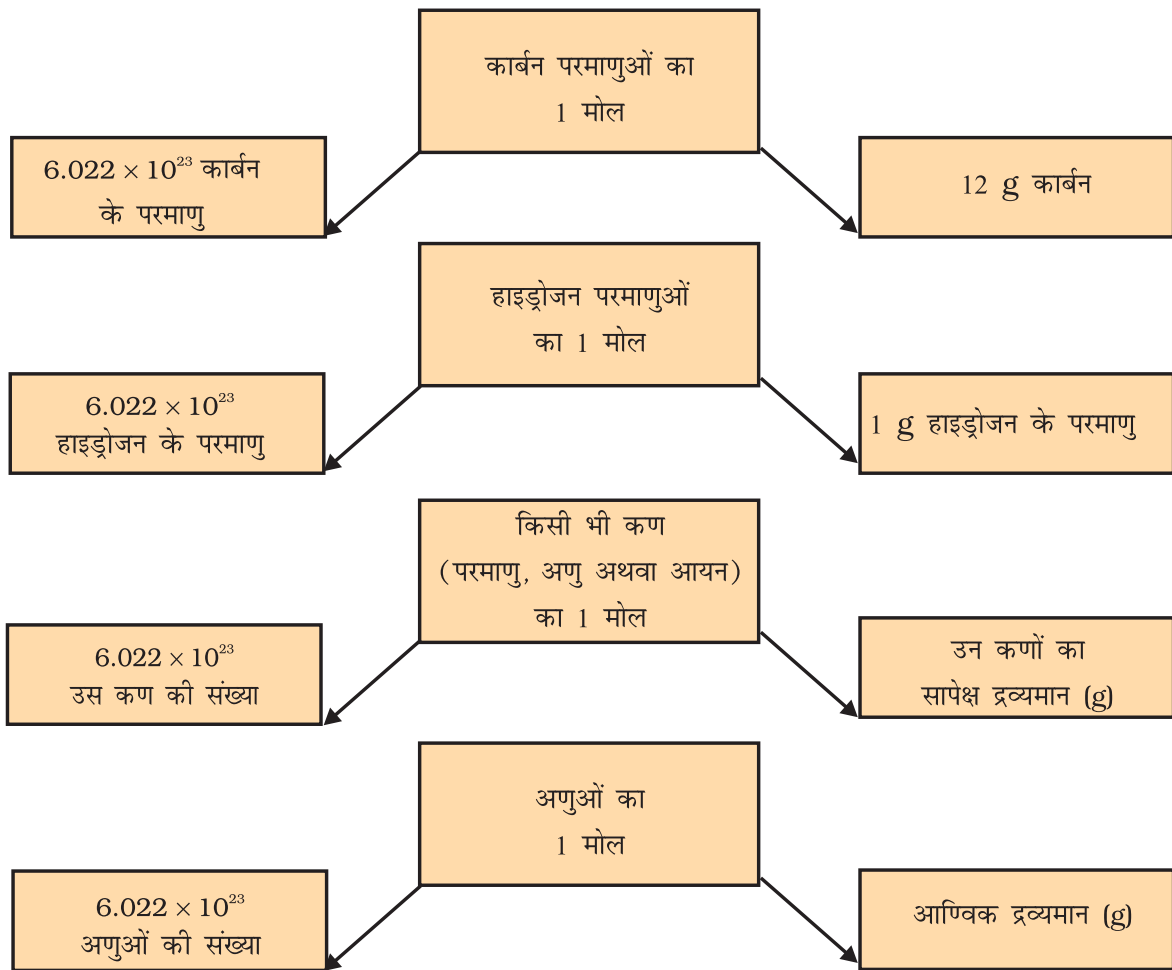 कार्बन परमाणुओं का
1 मोल
6.022 × 10²³ कार्बन
के परमाणु
12 g कार्बन
हाइड्रोजन परमाणुओं
का 1 मोल
6.022 × 10²³
हाइड्रोजन के परमाणु
1 g हाइड्रोजन के परमाणु
किसी भी कण
(परमाणु, अणु अथवा आयन)
का 1 मोल
6.022 × 10²³
उस कण की संख्या
उन कणों का
सापेक्ष द्रव्यमान (g)
अणुओं का
1 मोल
6.022 × 10²³
अणुओं की संख्या
आण्विक द्रव्यमान (g)